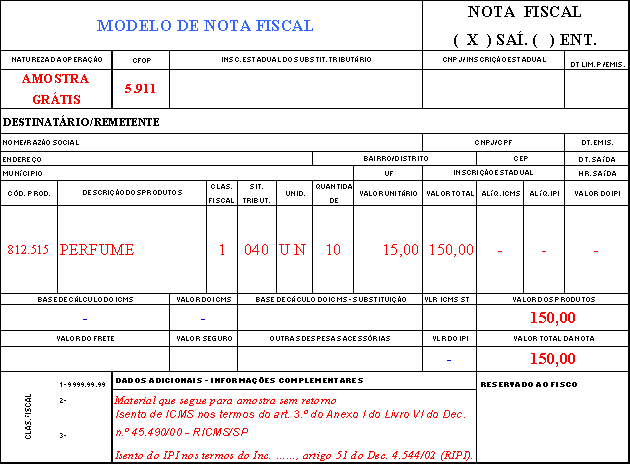 MODELO DE NOTA FISCAL
NOTA FISCAL
( X ) SAÍ. ( ) ENT.
NATUREZA DA OPERAÇÃO CFOP INSC. ESTADUAL DO SUBSTIT. TRIBUTÁRIO CNPJ/INSCRIÇÃO ESTADUAL DT LIM. P/EMIS.
AMOSTRA GRÁTIS 5.911
DESTINATÁRIO/REMETENTE
NOME/RAZÃO SOCIAL CNPJ/CPF DT. EMIS.
ENDEREÇO BAIRRO/DISTRITO CEP DT. SAÍDA
MUNICÍPIO UF INSCRIÇÃO ESTADUAL HR. SAÍDA
CÓD. PROD. DESCRIÇÃO DOS PRODUTOS CLAS. FISCAL SIT. TRIBUT. UNID. QUANTIDA DE VALOR UNITÁRIO VALOR TOTAL ALÍQ. ICMS ALÍQ. IPI VALOR DO IPI
812.515 PERFUME 1 040 UN 10 15,00 150,00 - - -
BASE DE CÁLCULO DO ICMS VALOR DO ICMS BASE DE CÁCULO DO ICMS - SUBSTITUIÇÃO VLR ICMS ST VALOR DOS PRODUTOS
- - 150,00
VALOR DO FRETE VALOR SEGURO OUTRAS DESPESAS ACESSÓRIAS VLR DO IPI VALOR TOTAL DA NOTA
- 150,00
CLAS. FISCAL
1- 9999.99.99
2-
3-
DADOS ADICIONAIS - INFORMAÇÕES COMPLEMENTARES
Material que segue para amostra sem retorno
Isento de ICMS nos termos do art. 3.º do Anexo I do Livro VI do Dec.
n.º 45.490/00 - RICMS/SP
Isento do IPI nos termos do Inc. ......, artigo 51 do Dec. 4.544/02 (RIPI).
RESERVADO AO FISCO